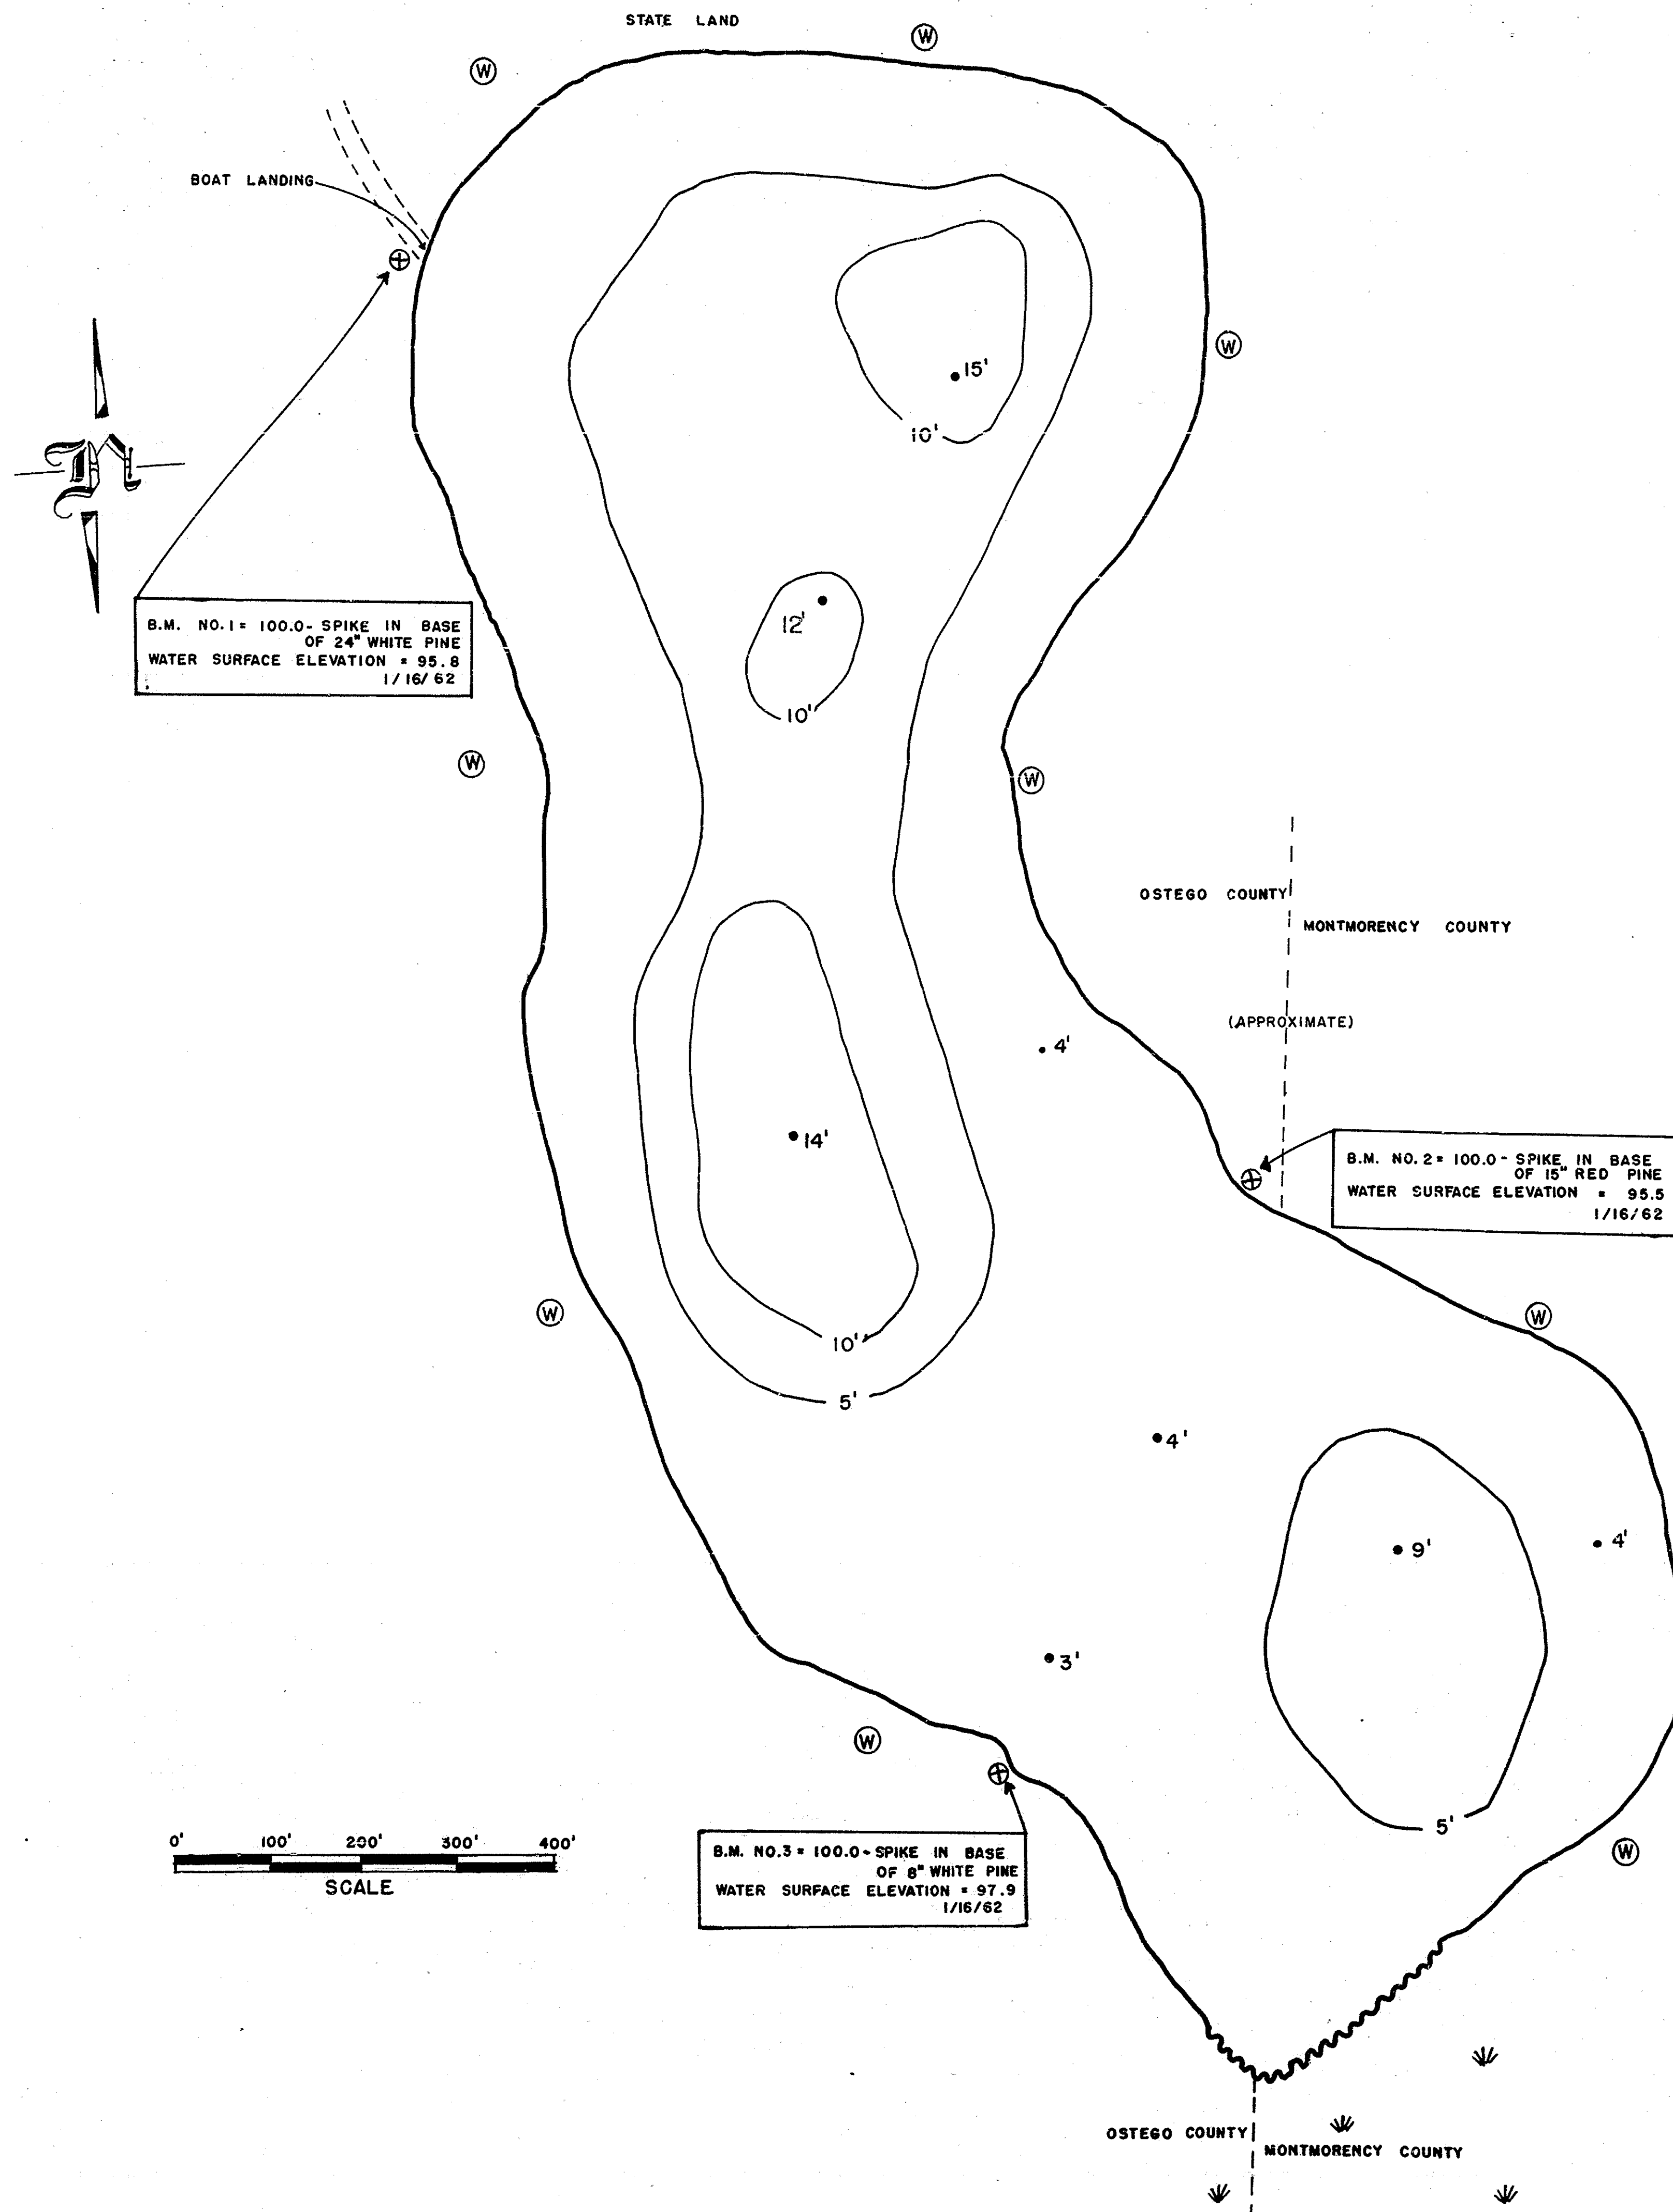 STATE LAND
W
W
BOAT LANDING
W
15'
10'
N
12'
B.M. NO. 1 = 100.0 - SPIKE IN BASE
OF 24" WHITE PINE
WATER SURFACE ELEVATION = 95.8
1/16/62
10'
W
W
OSTEGO COUNTY
MONTMORENCY COUNTY
(APPROXIMATE)
4'
14'
B.M. NO. 2 = 100.0 - SPIKE IN BASE
OF 15" RED PINE
WATER SURFACE ELEVATION = 95.5
1/16/62
W
W
10'
5'
4'
9'
4'
3'
W
5'
W
0' 100' 200' 300' 400'
SCALE
B.M. NO. 3 = 100.0 - SPIKE IN BASE
OF 8" WHITE PINE
WATER SURFACE ELEVATION = 97.9
1/16/62
OSTEGO COUNTY
MONTMORENCY COUNTY